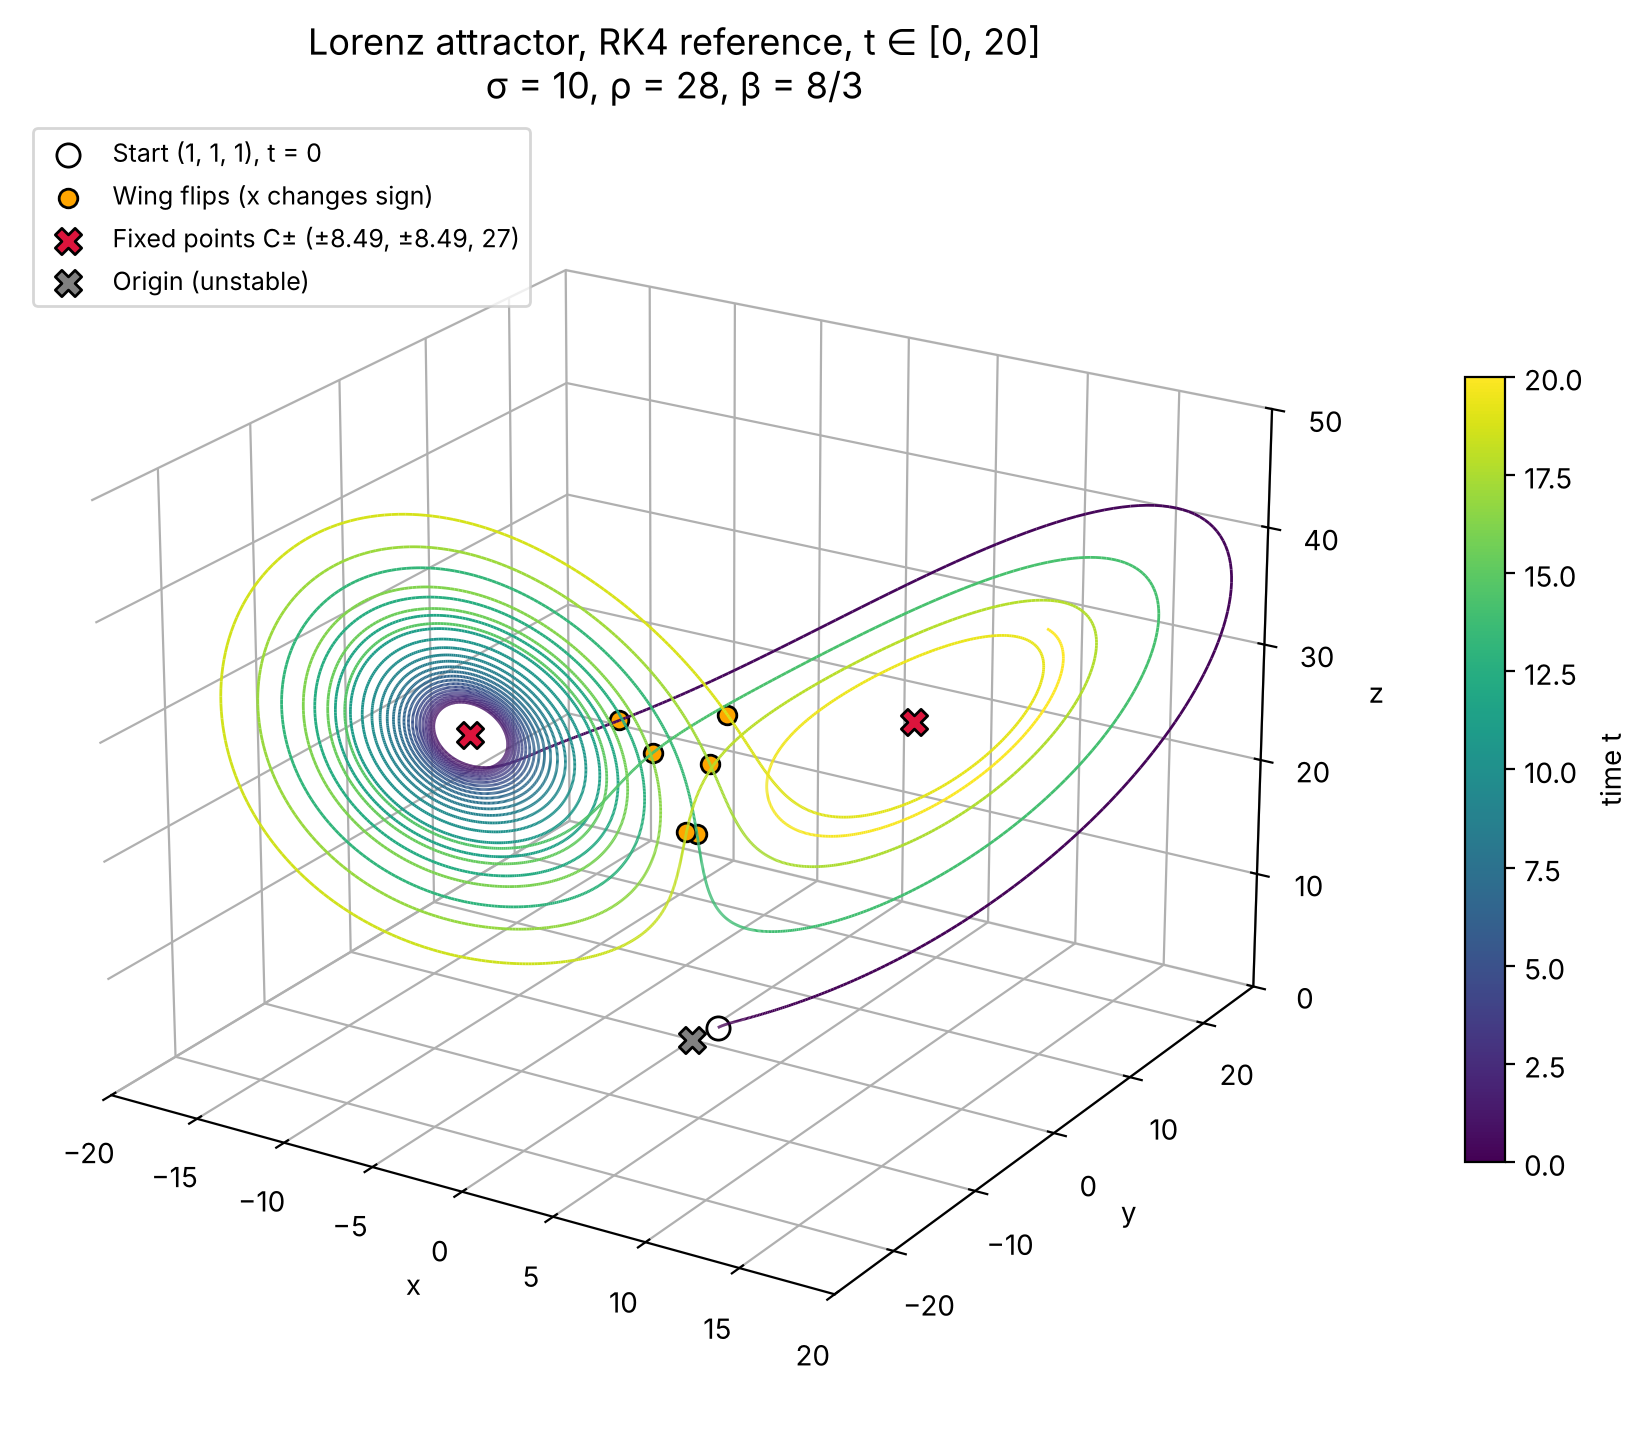 Lorenz attractor, RK4 reference, t ∈ [0, 20]
σ = 10, ρ = 28, β = 8/3
Start (1, 1, 1), t = 0
Wing flips (x changes sign)
Fixed points C± (±8.49, ±8.49, 27)
Origin (unstable)
50
40
30
20
10
0
z
−20
−15
−10
−5
0
5
10
15
20
x
−20
−10
0
10
20
y
20.0
17.5
15.0
12.5
10.0
7.5
5.0
2.5
0.0
time t